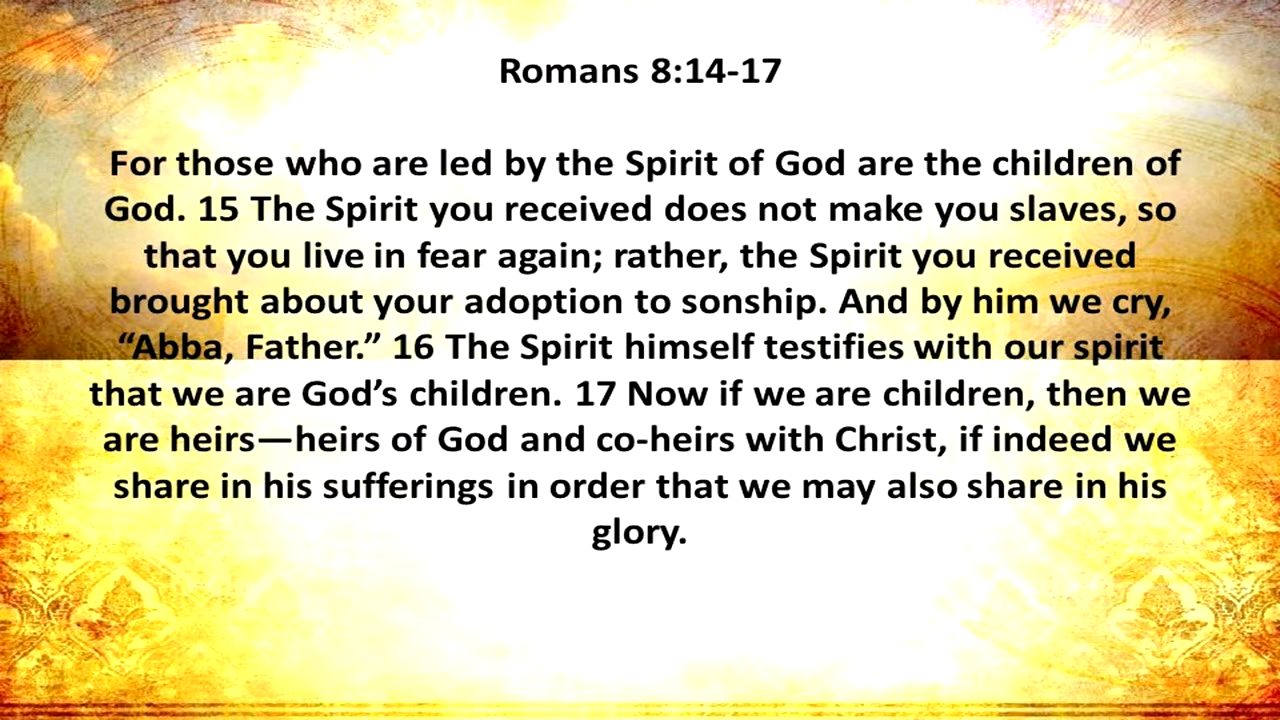 Romans 8:14-17
For those who are led by the Spirit of God are the children of
God. 15 The Spirit you received does not make you slaves, so
that you live in fear again; rather, the Spirit you received
brought about your adoption to sonship. And by him we cry,
“Abba, Father.” 16 The Spirit himself testifies with our spirit
that we are God’s children. 17 Now if we are children, then we
are heirs—heirs of God and co-heirs with Christ, if indeed we
share in his sufferings in order that we may also share in his
glory.